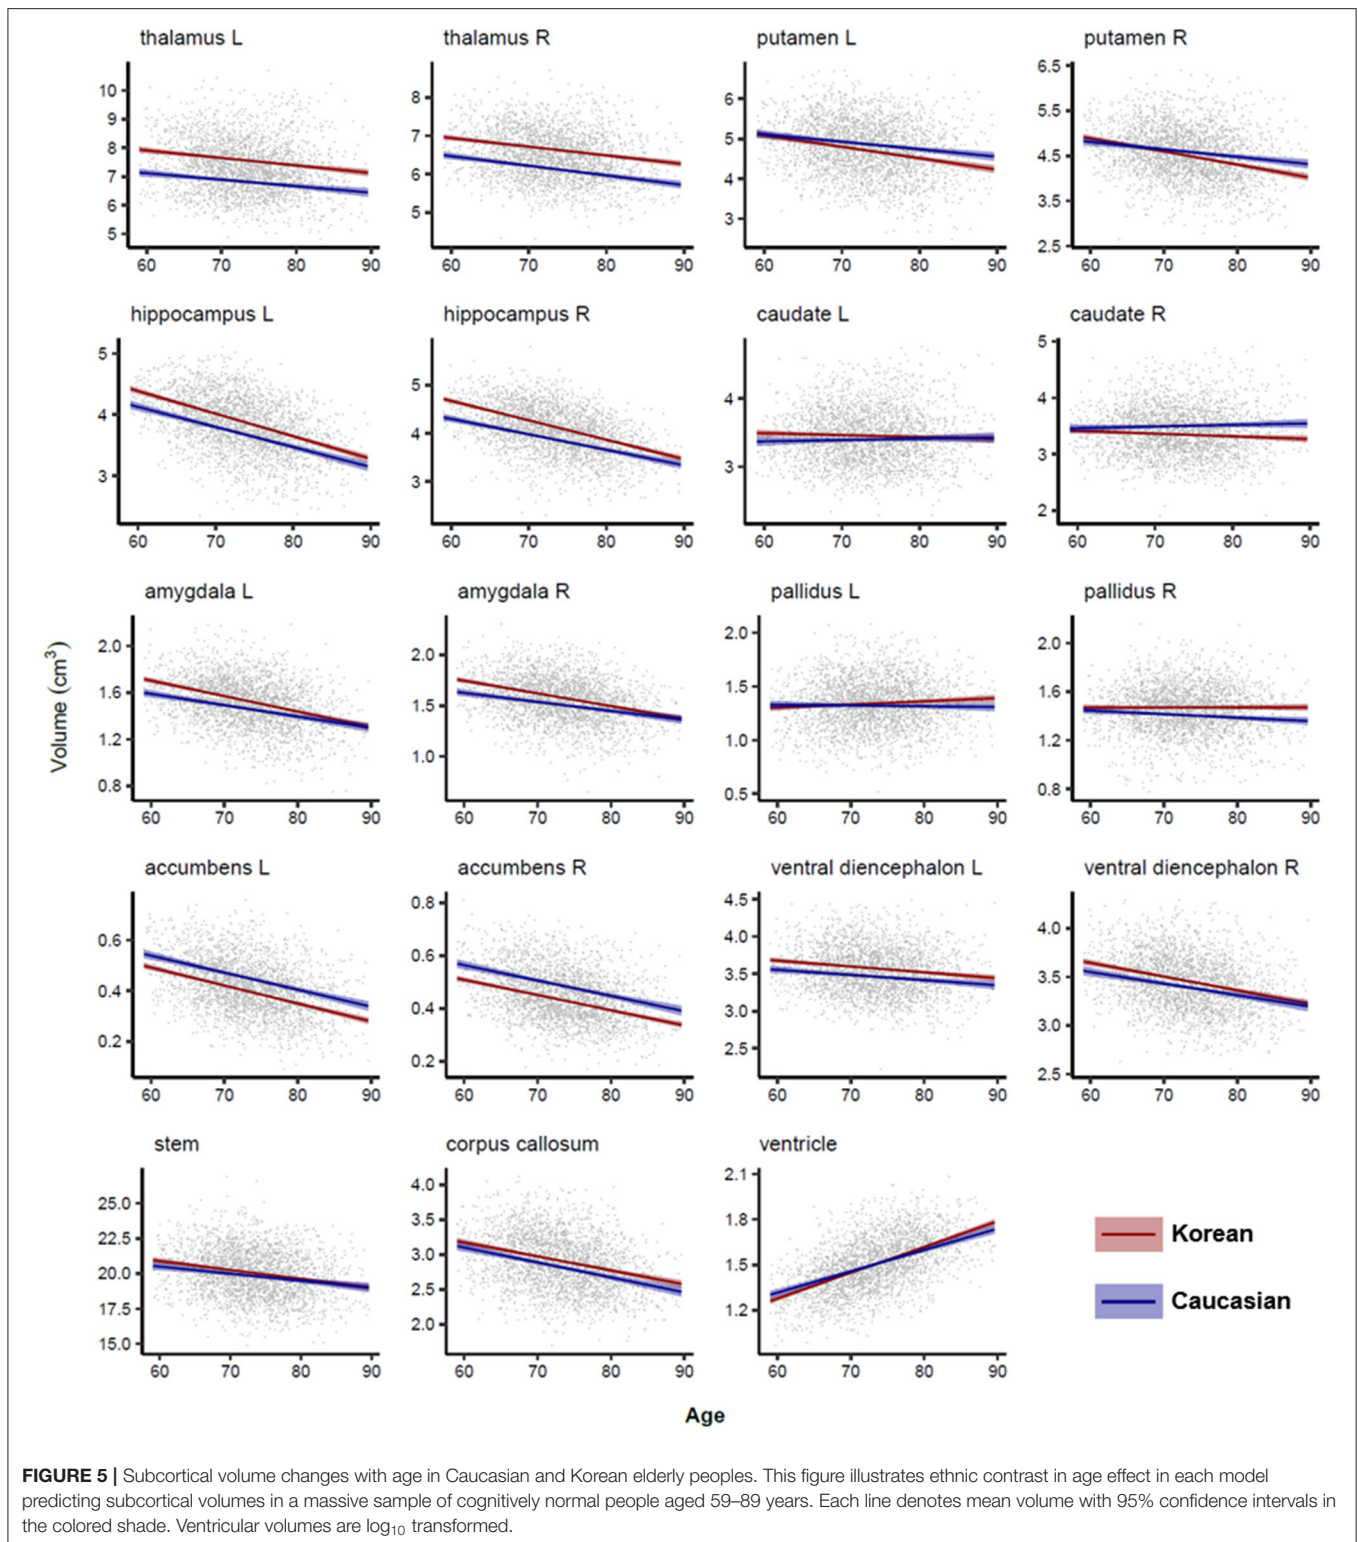 thalamus L
thalamus R
putamen L
putamen R
10
9
8
7
6
5
60 70 80 90
8
7
6
5
60 70 80 90
6
5
4
3
60 70 80 90
6.5
5.5
4.5
3.5
2.5
60 70 80 90
hippocampus L
hippocampus R
caudate L
caudate R
5
4
3
60 70 80 90
5
4
3
60 70 80 90
4
3
60 70 80 90
5
4
3
2
60 70 80 90
amygdala L
amygdala R
pallidus L
pallidus R
Volume (cm³)
2.0
1.6
1.2
0.8
60 70 80 90
2.0
1.5
1.0
60 70 80 90
2.0
1.5
1.0
0.5
60 70 80 90
2.0
1.6
1.2
0.8
60 70 80 90
accumbens L
accumbens R
ventral diencephalon L
ventral diencephalon R
0.6
0.4
0.2
60 70 80 90
0.8
0.6
0.4
0.2
60 70 80 90
4.5
4.0
3.5
3.0
2.5
60 70 80 90
4.0
3.5
3.0
2.5
60 70 80 90
stem
corpus callosum
ventricle
25.0
22.5
20.0
17.5
15.0
60 70 80 90
4.0
3.5
3.0
2.5
2.0
60 70 80 90
2.1
1.8
1.5
1.2
60 70 80 90
Korean
Caucasian
Age
FIGURE 5 | Subcortical volume changes with age in Caucasian and Korean elderly peoples. This figure illustrates ethnic contrast in age effect in each model
predicting subcortical volumes in a massive sample of cognitively normal people aged 59–89 years. Each line denotes mean volume with 95% confidence intervals in
the colored shade. Ventricular volumes are log₁₀ transformed.